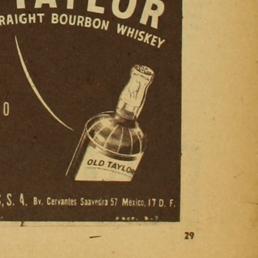 TAYLOR
RAIGHT BOURBON WHISKEY
O
OLD TAYLOR
S, S. A. Bv. Cervantes Saavedra 57 México, 17 D. F.
29